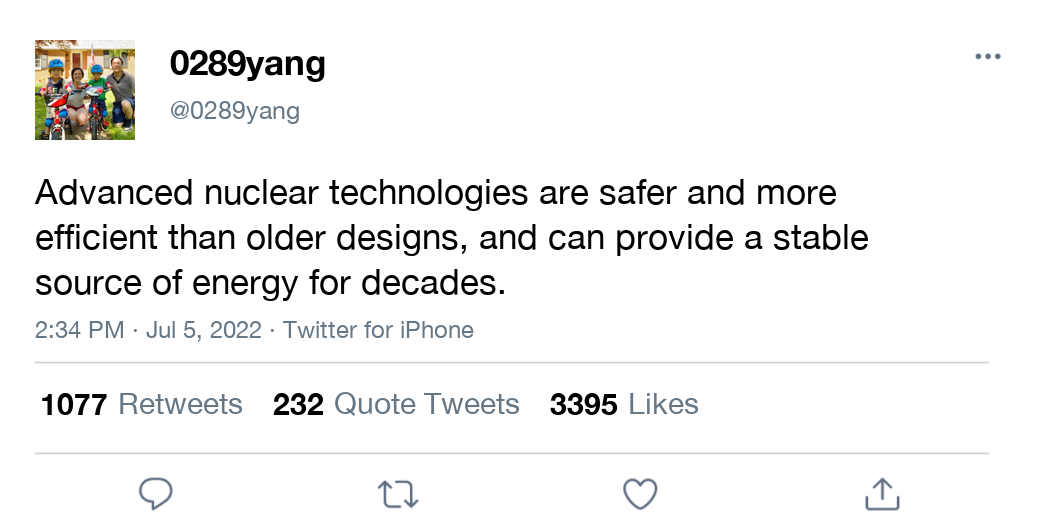 0289yang
@0289yang
Advanced nuclear technologies are safer and more
efficient than older designs, and can provide a stable
source of energy for decades.
2:34 PM · Jul 5, 2022 · Twitter for iPhone
1077 Retweets 232 Quote Tweets 3395 Likes